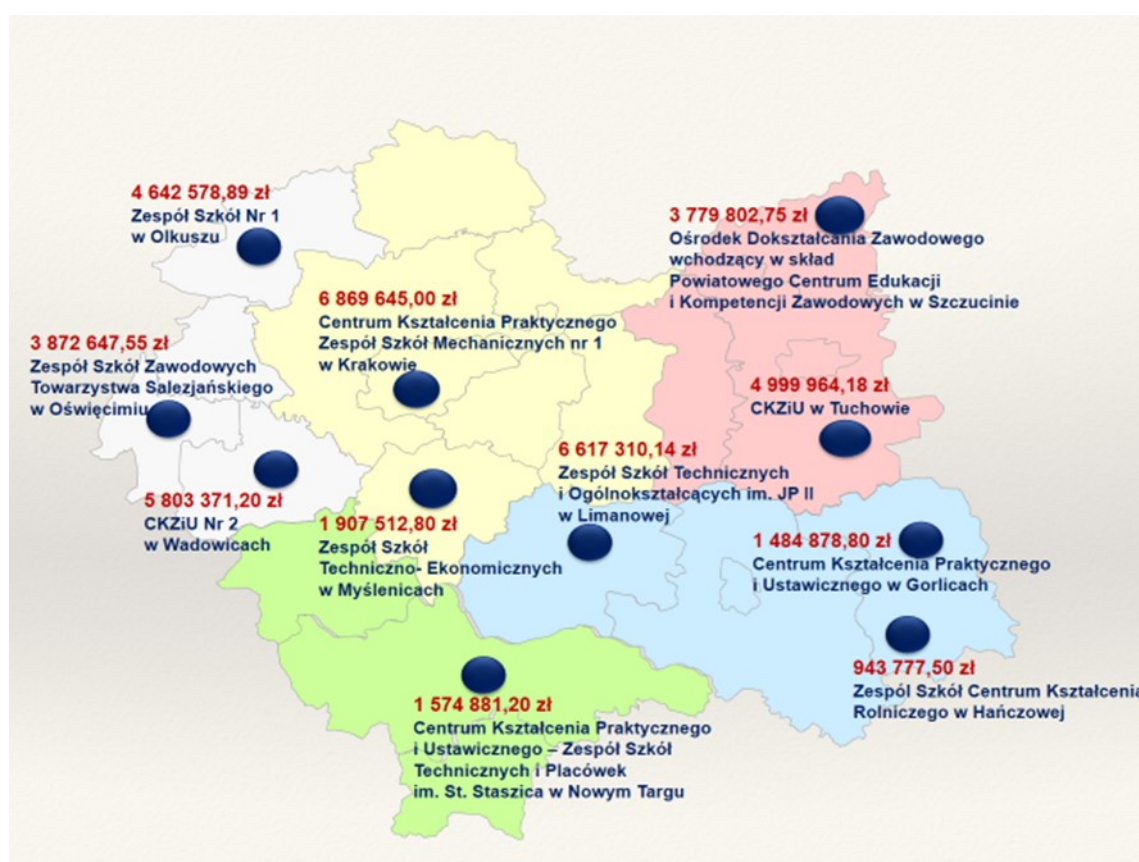 4 642 578,89 zł
Zespół Szkół Nr 1
w Olkuszu
3 779 802,75 zł
Ośrodek Dokształcania Zawodowego
wchodzący w skład
Powiatowego Centrum Edukacji
i Kompetencji Zawodowych w Szczucinie
6 869 645,00 zł
Centrum Kształcenia Praktycznego
Zespół Szkół Mechanicznych nr 1
w Krakowie
3 872 647,55 zł
Zespół Szkół Zawodowych
Towarzystwa Salezjańskiego
w Oświęcimiu
4 999 964,18 zł
CKZiU w Tuchowie
6 617 310,14 zł
Zespół Szkół Technicznych
i Ogólnokształcących im. JP II
w Limanowej
5 803 371,20 zł
CKZiU Nr 2
w Wadowicach
1 907 512,80 zł
Zespół Szkół
Techniczno- Ekonomicznych
w Myślenicach
1 484 878,80 zł
Centrum Kształcenia Praktycznego
i Ustawicznego w Gorlicach
943 777,50 zł
Zespól Szkół Centrum Kształcenia
Rolniczego w Hańczowej
1 574 881,20 zł
Centrum Kształcenia Praktycznego
i Ustawicznego – Zespół Szkół
Technicznych i Placówek
im. St. Staszica w Nowym Targu